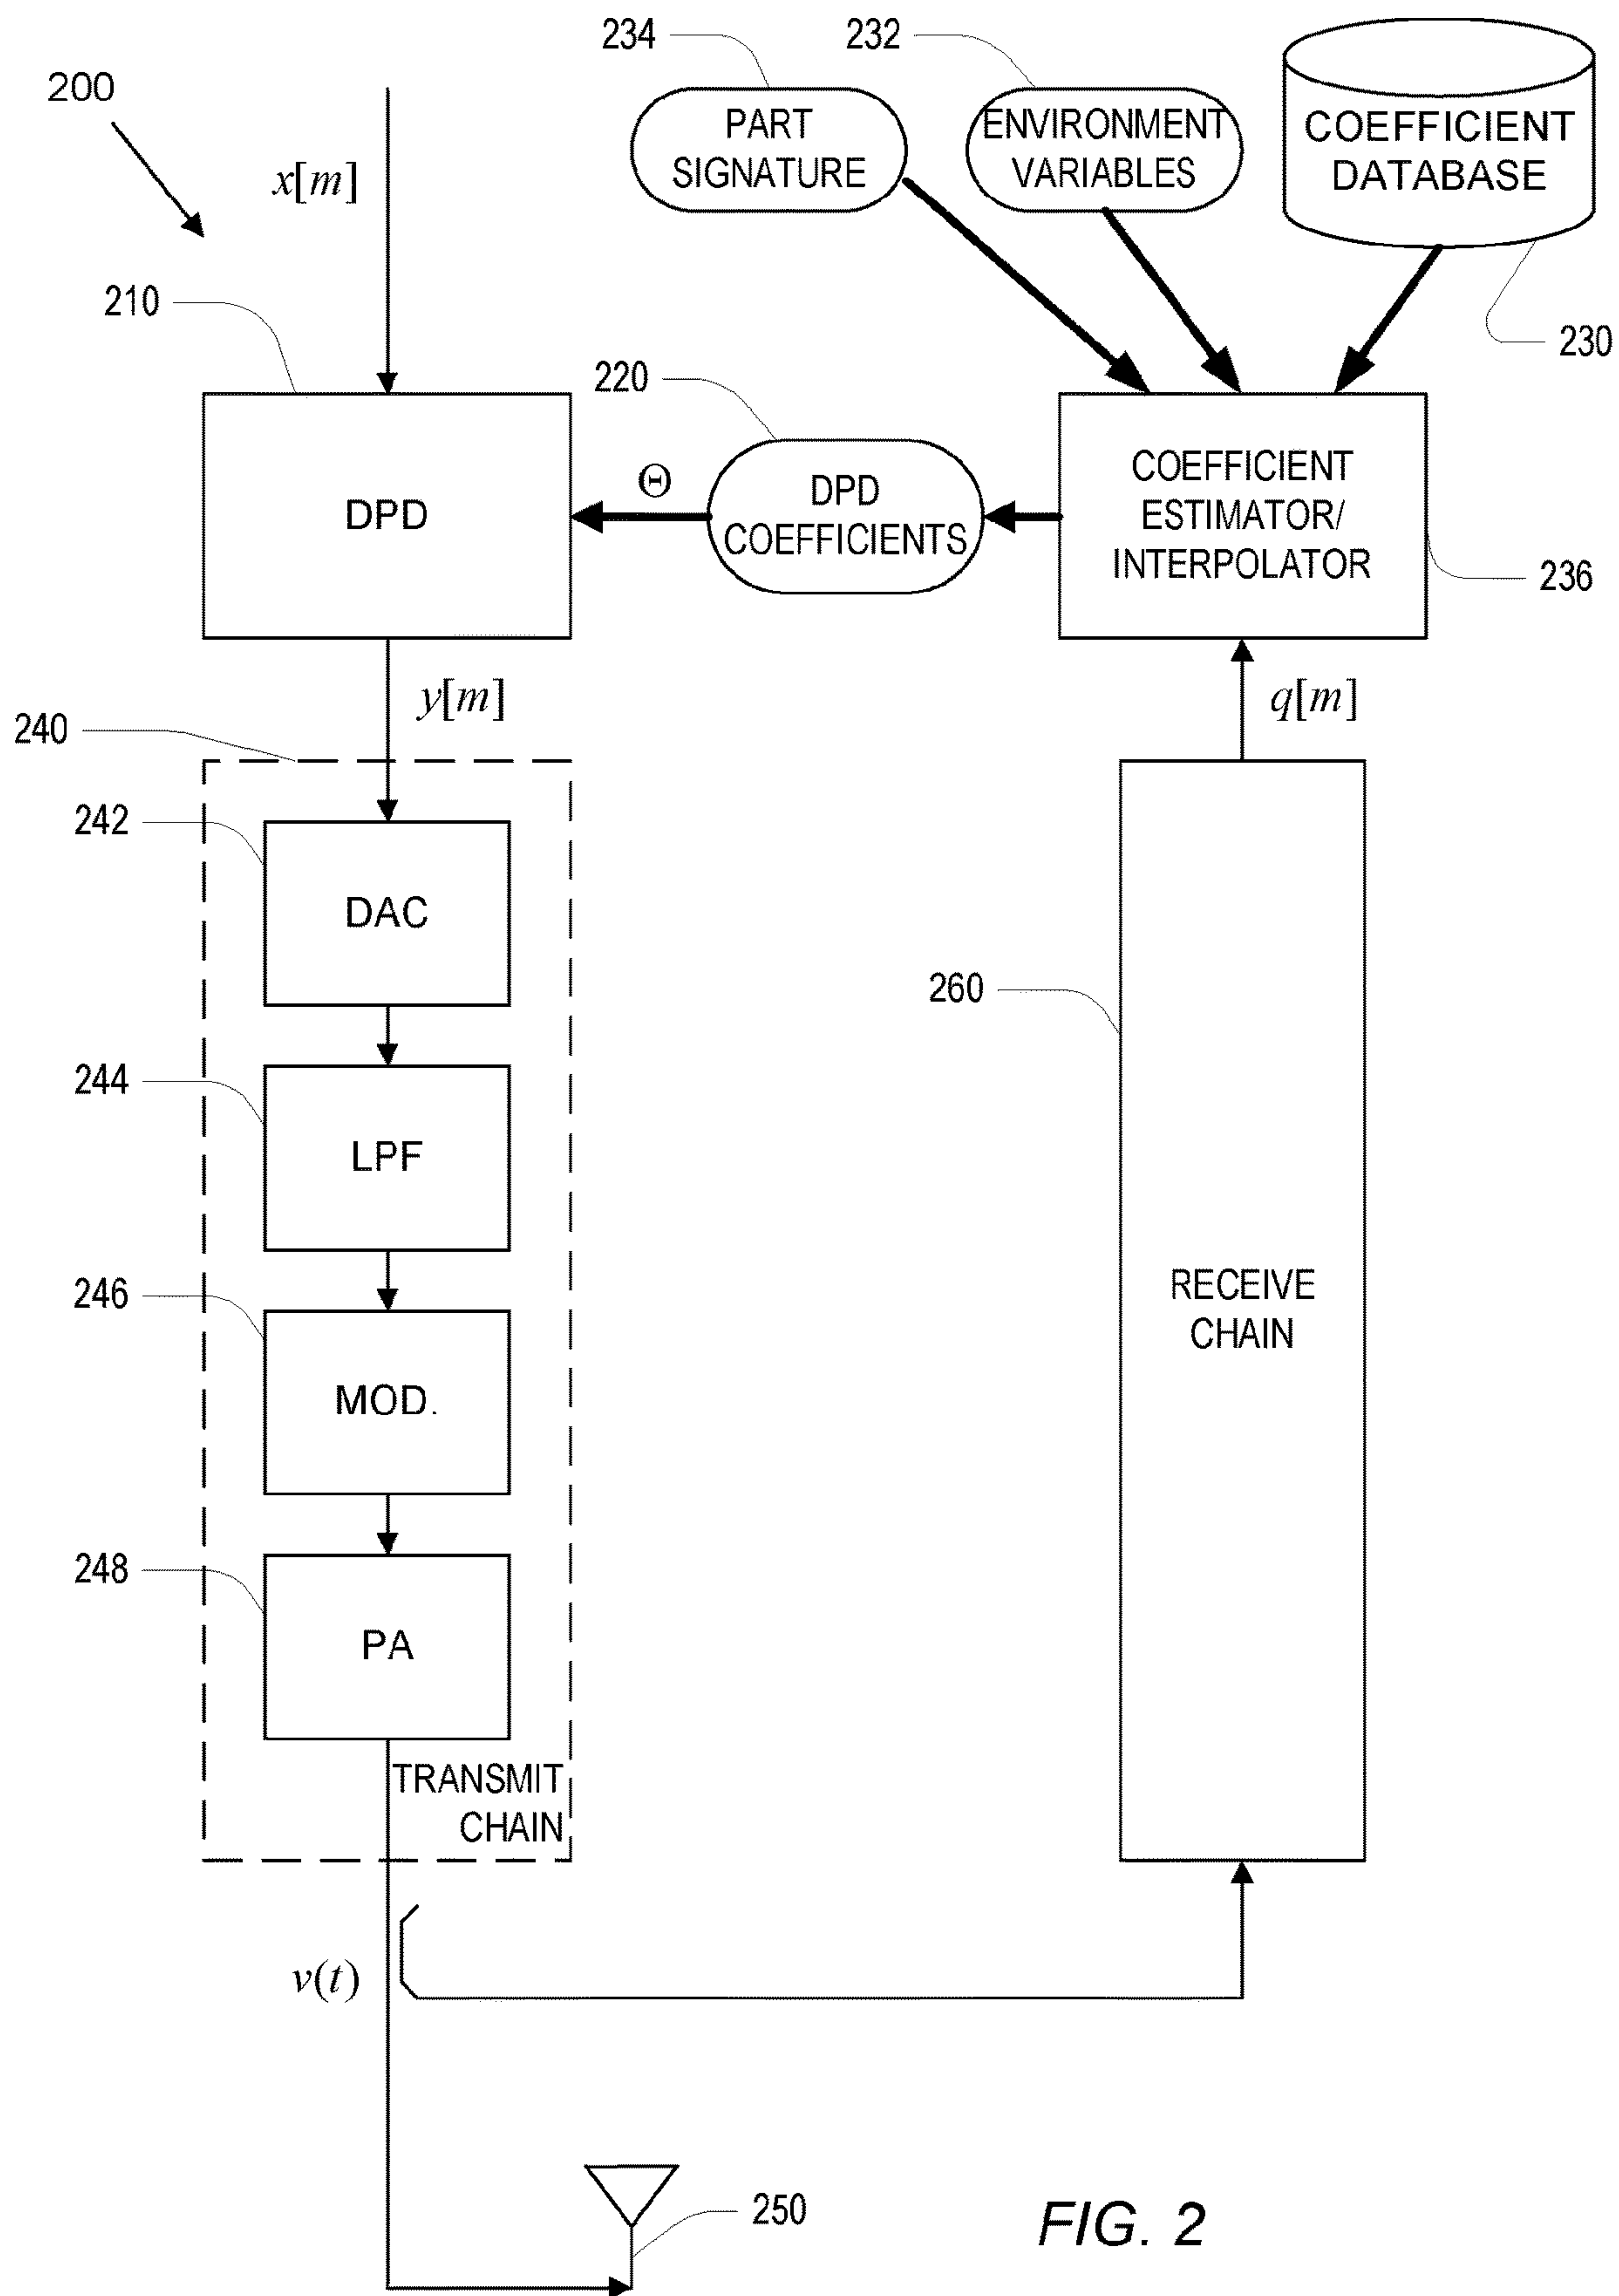 200
x[m]
234
PART
SIGNATURE
232
ENVIRONMENT
VARIABLES
COEFFICIENT
DATABASE
230
210
DPD
220
Θ
DPD
COEFFICIENTS
COEFFICIENT
ESTIMATOR/
INTERPOLATOR
236
y[m]
q[m]
240
242
DAC
244
LPF
246
MOD.
248
PA
TRANSMIT
CHAIN
260
RECEIVE
CHAIN
v(t)
250
FIG. 2